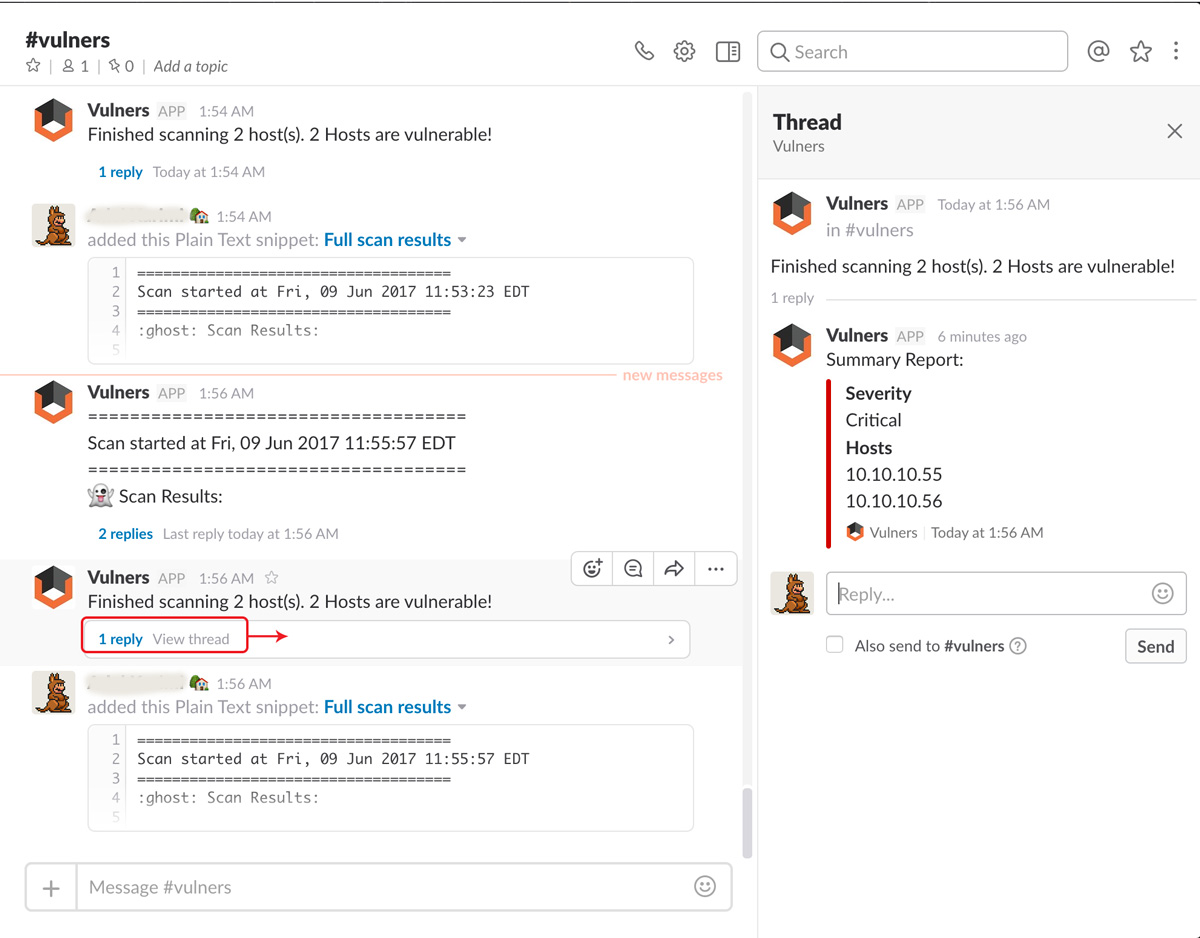 #vulners
1 | 0 | Add a topic
Search
Vulners APP 1:54 AM
Finished scanning 2 host(s). 2 Hosts are vulnerable!
1 reply Today at 1:54 AM
1:54 AM
added this Plain Text snippet: Full scan results
1 ====================================
2 Scan started at Fri, 09 Jun 2017 11:53:23 EDT
3 ====================================
4 :ghost: Scan Results:
5
new messages
Vulners APP 1:56 AM
====================================
Scan started at Fri, 09 Jun 2017 11:55:57 EDT
====================================
Scan Results:
2 replies Last reply today at 1:56 AM
Vulners APP 1:56 AM
Finished scanning 2 host(s). 2 Hosts are vulnerable!
1 reply View thread
1:56 AM
added this Plain Text snippet: Full scan results
1 ====================================
2 Scan started at Fri, 09 Jun 2017 11:55:57 EDT
3 ====================================
4 :ghost: Scan Results:
5
Message #vulners
Thread
Vulners
Vulners APP Today at 1:56 AM
in #vulners
Finished scanning 2 host(s). 2 Hosts are vulnerable!
1 reply
Vulners APP 6 minutes ago
Summary Report:
Severity
Critical
Hosts
10.10.10.55
10.10.10.56
Vulners | Today at 1:56 AM
Reply...
Also send to #vulners ?
Send